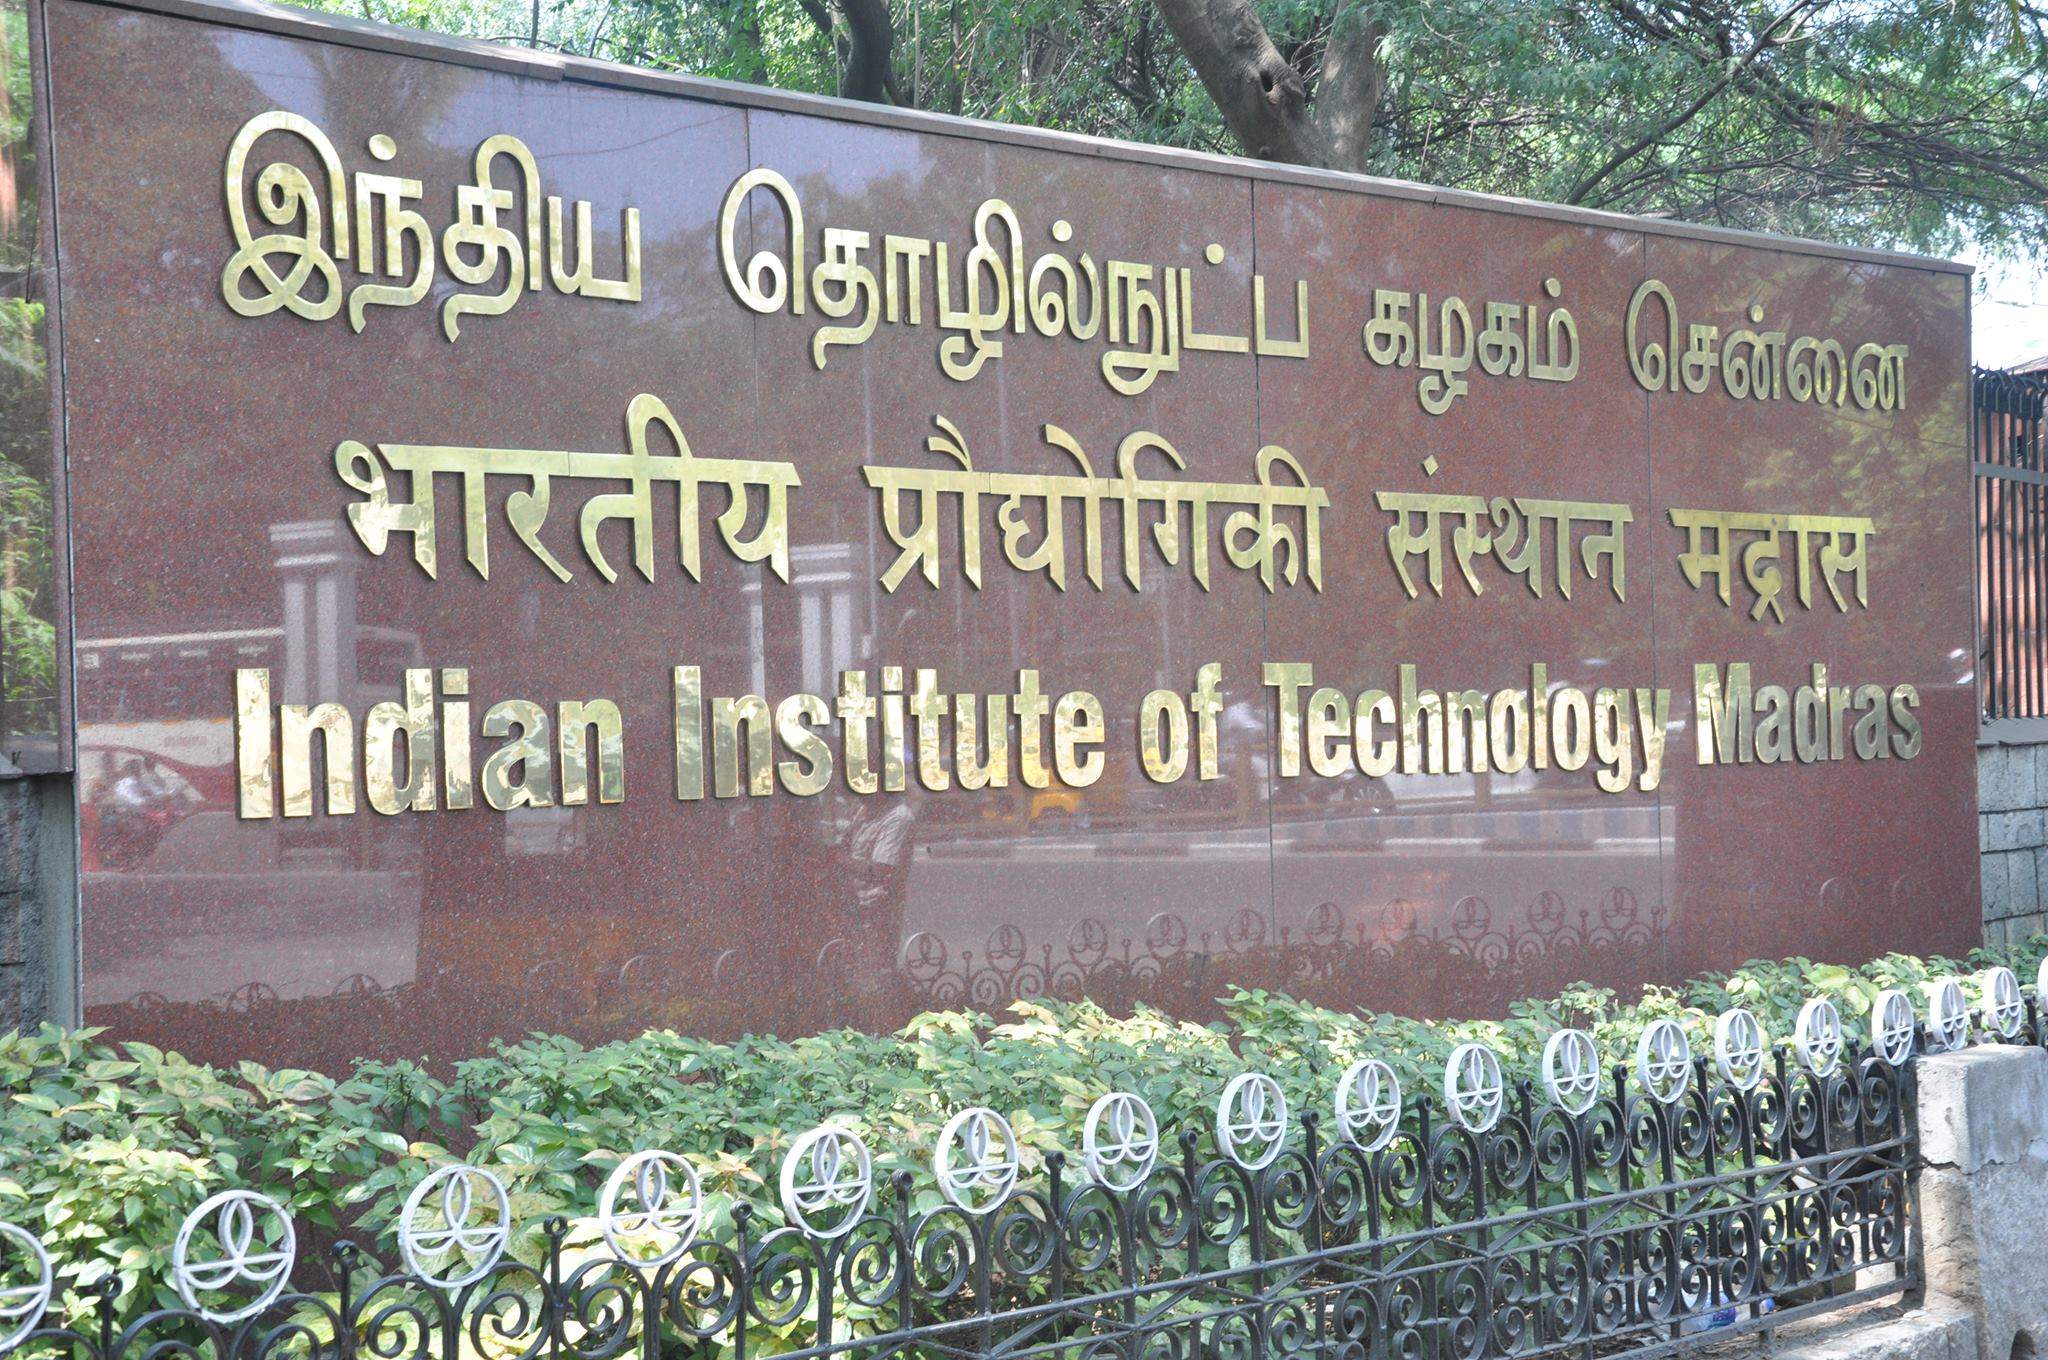 இந்திய தொழில்நுட்ப கழகம் சென்னை
भारतीय प्रौद्योगिकी संस्थान मद्रास
Indian Institute of Technology Madras